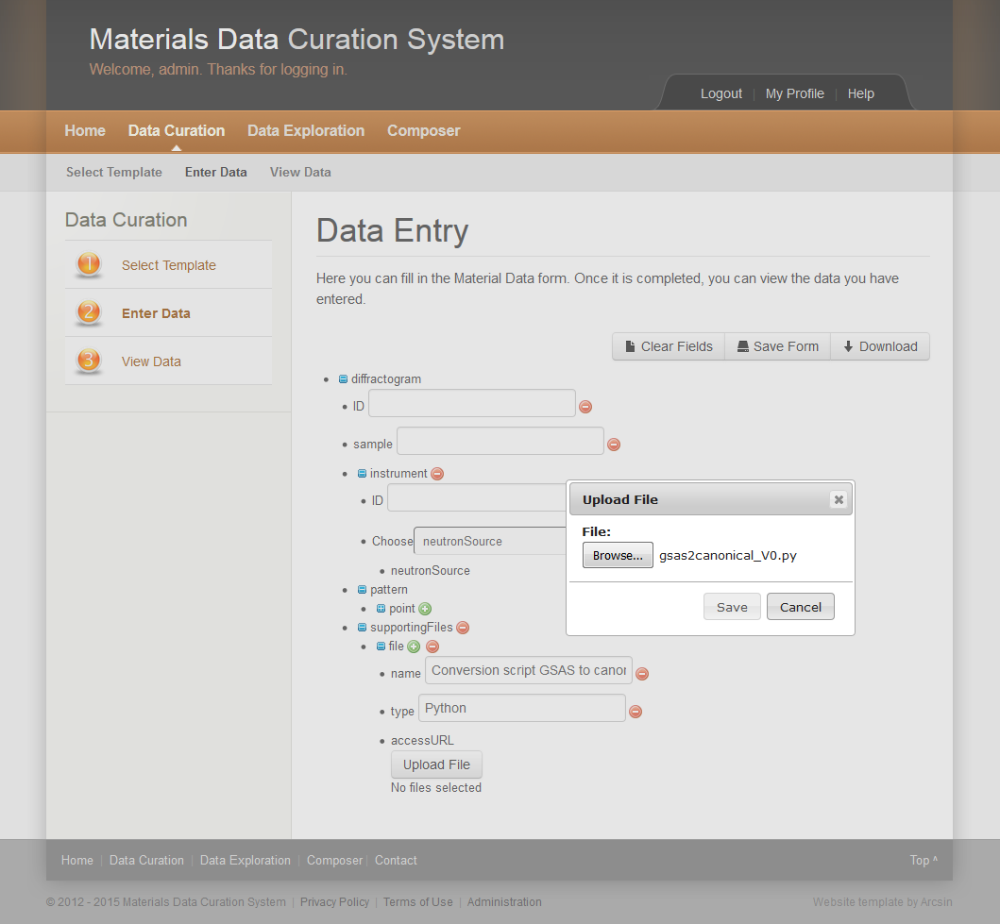 Materials Data Curation System
Welcome, admin. Thanks for logging in.
Logout | My Profile | Help
Home Data Curation Data Exploration Composer
Select Template Enter Data View Data
Data Curation
1 Select Template
2 Enter Data
3 View Data
Data Entry
Here you can fill in the Material Data form. Once it is completed, you can view the data you have
entered.
Clear Fields Save Form Download
diffractogram
ID
sample
instrument
ID
Choose neutronSource
neutronSource
pattern
point
supportingFiles
file
name Conversion script GSAS to canor
type Python
accessURL
Upload File
No files selected
Upload File
File:
Browse... gsas2canonical_V0.py
Save Cancel
Home | Data Curation | Data Exploration | Composer | Contact
Top ^
© 2012 - 2015 Materials Data Curation System | Privacy Policy | Terms of Use | Administration
Website template by Arcsin